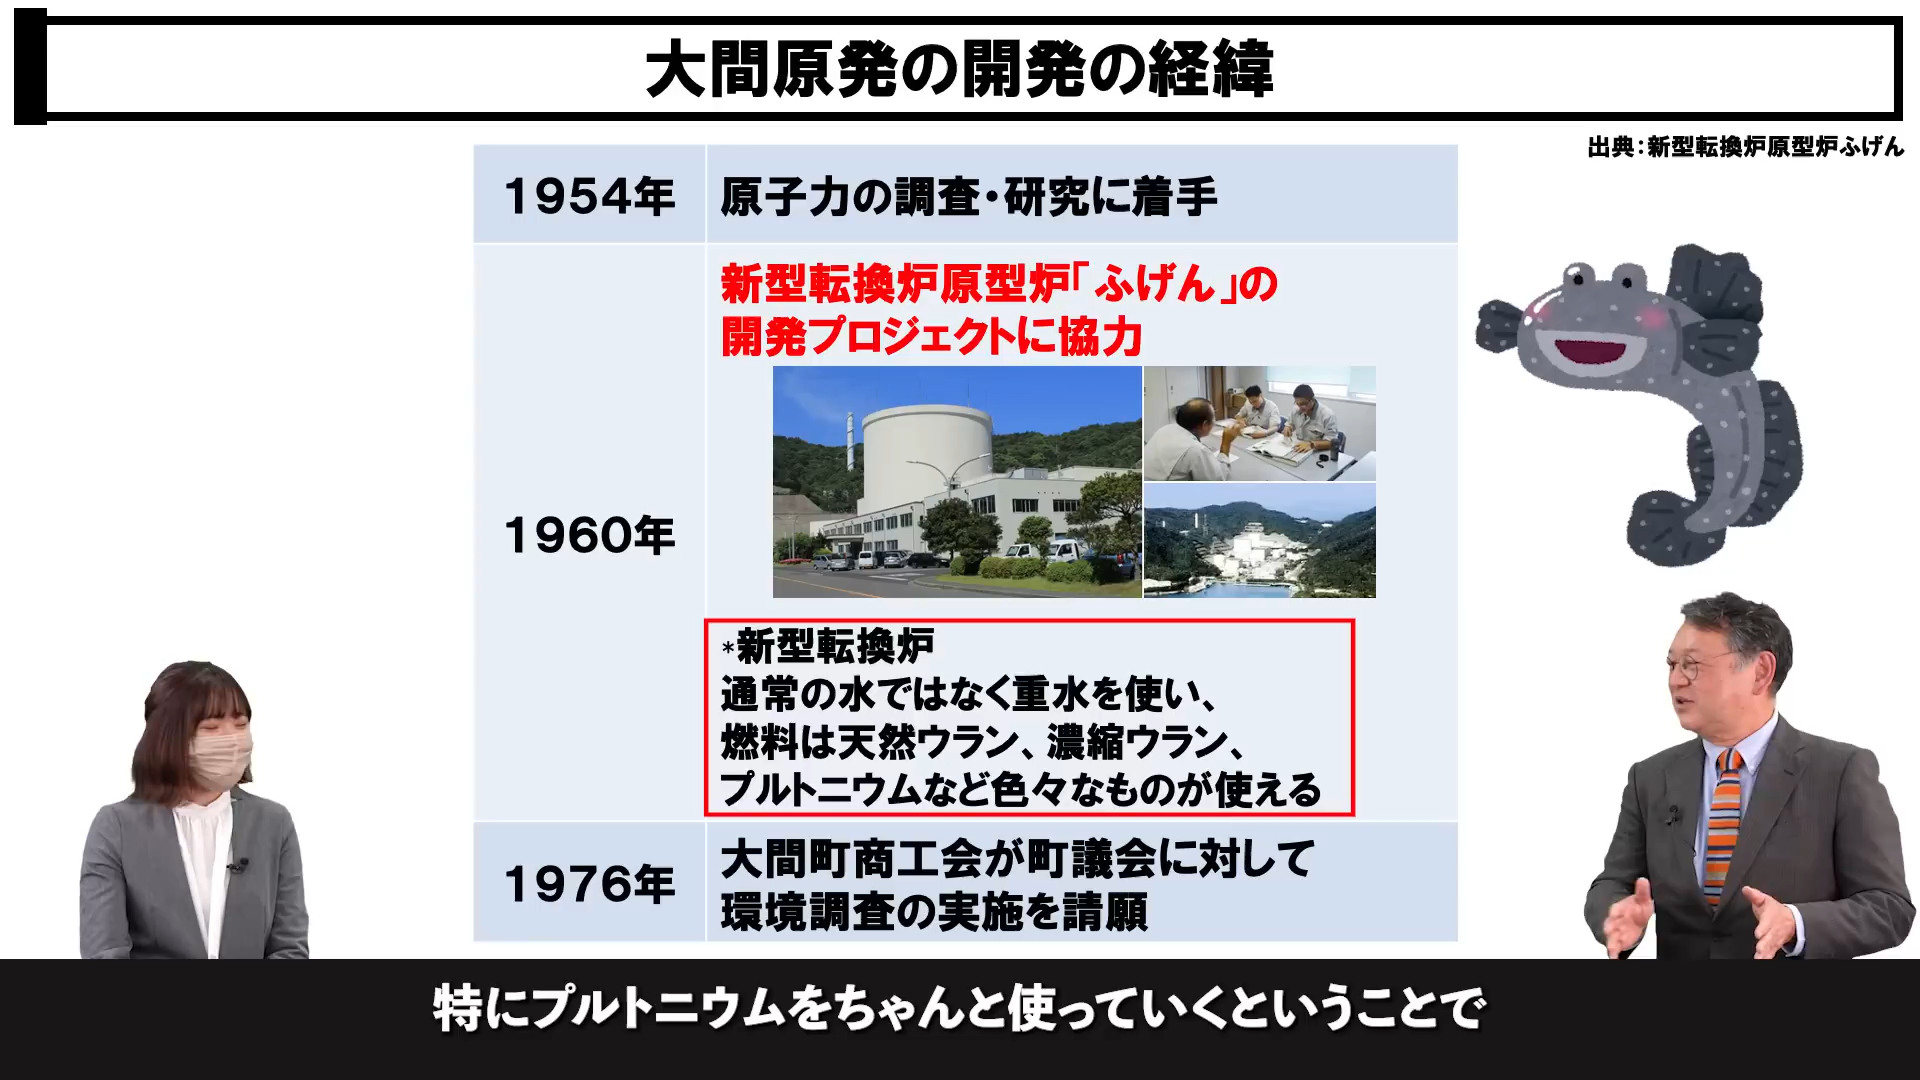 大間原発の開発の経緯
出典：新型転換炉原型炉ふげん
1954年
原子力の調査・研究に着手
1960年
新型転換炉原型炉「ふげん」の
開発プロジェクトに協力
*新型転換炉
通常の水ではなく重水を使い、
燃料は天然ウラン、濃縮ウラン、
プルトニウムなど色々なものが使える
1976年
大間町商工会が町議会に対して
環境調査の実施を請願
特にプルトニウムをちゃんと使っていくということで